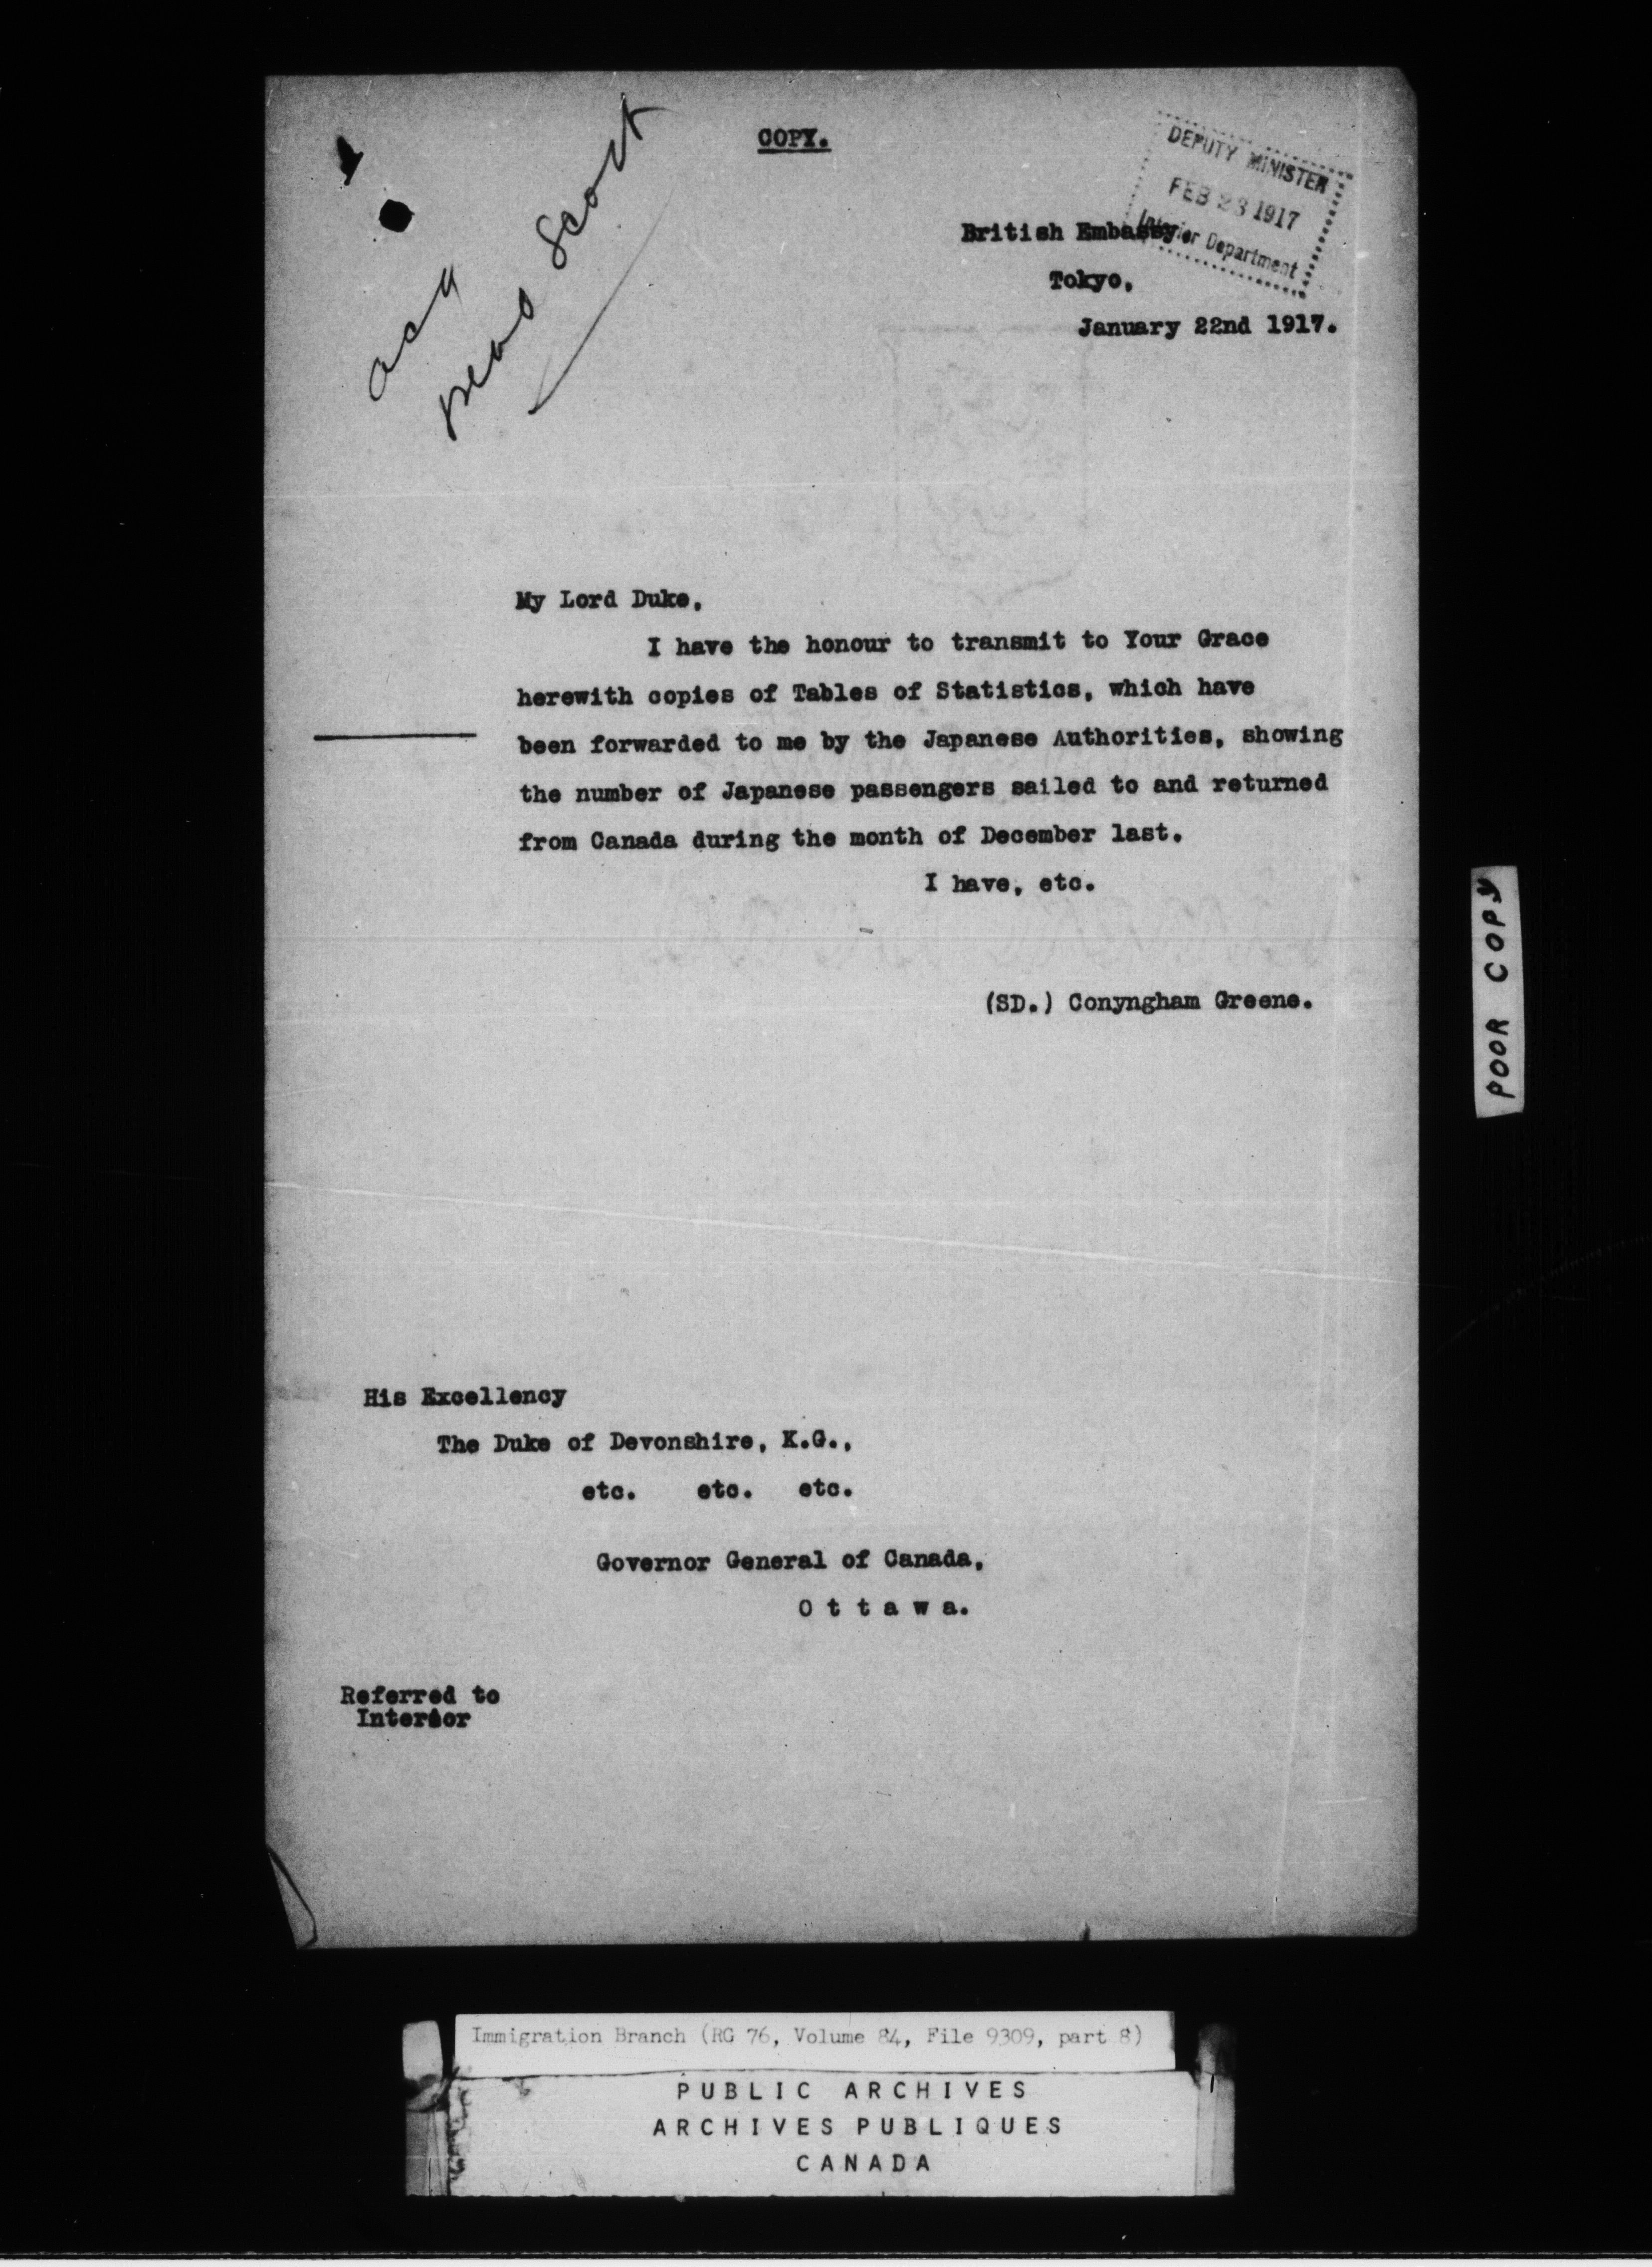 COPY.
DEPUTY MINISTER
FEB 23 1917
Interior Department
British Embassy,
Tokyo,
January 22nd 1917.
Scott
My Lord Duke,
I have the honour to transmit to Your Grace
herewith copies of Tables of Statistics, which have
been forwarded to me by the Japanese Authorities, showing
the number of Japanese passengers sailed to and returned
from Canada during the month of December last.
I have, etc.
(SD.) Conyngham Greene.
His Excellency
The Duke of Devonshire, K.G.,
etc. etc. etc.
Governor General of Canada,
Ottawa.
Referred to
Interior
POOR COPY
Immigration Branch (RG 76, Volume 84, File 9309, part 8)
PUBLIC ARCHIVES
ARCHIVES PUBLIQUES
CANADA